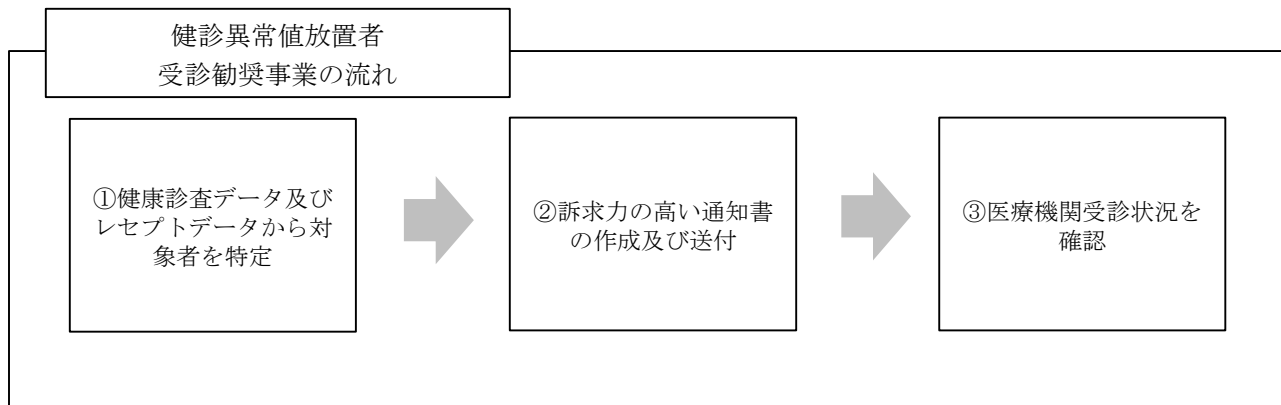 健診異常値放置者
受診勧奨事業の流れ
①健康診査データ及び
レセプトデータから対
象者を特定
②訴求力の高い通知書
の作成及び送付
③医療機関受診状況を
確認